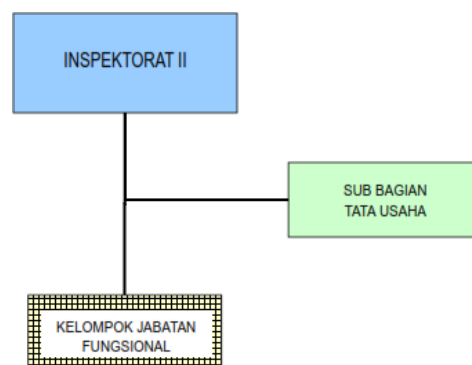 INSPEKTORAT II
SUB BAGIAN
TATA USAHA
KELOMPOK JABATAN
FUNGSIONAL